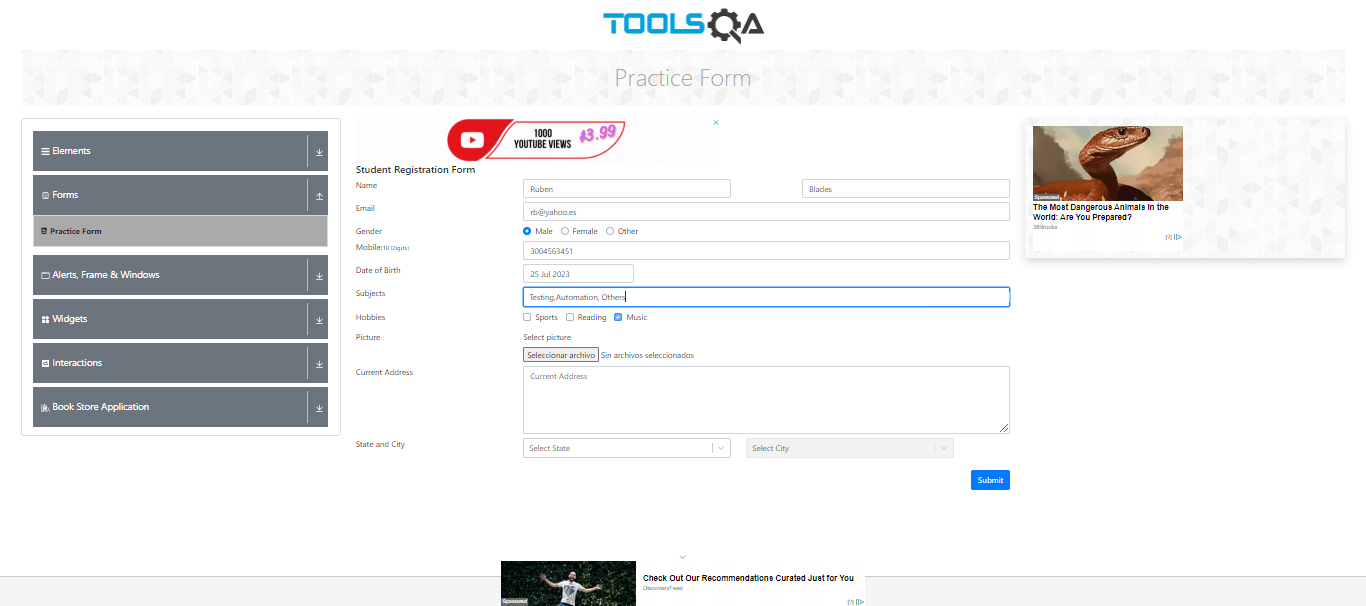 TOOLSQA
Practice Form
Elements
Forms
Practice Form
Alerts, Frame & Windows
Widgets
Interactions
Book Store Application
1000
YOUTUBE VIEWS
$3.99
Student Registration Form
Name
Ruben
Blades
Email
rb@yahoo.es
Gender
Male
Female
Other
Mobile(10 Digits)
3004563451
Date of Birth
25 Jul 2023
Subjects
Testing,Automation, Others
Hobbies
Sports
Reading
Music
Picture
Select picture
Seleccionar archivo Sin archivos seleccionados
Current Address
Current Address
State and City
Select State
Select City
Submit
Sponsored
The Most Dangerous Animals In the
World: Are You Prepared?
369rocks
Sponsored
Check Out Our Recommendations Curated Just for You
DiscoveryFeed